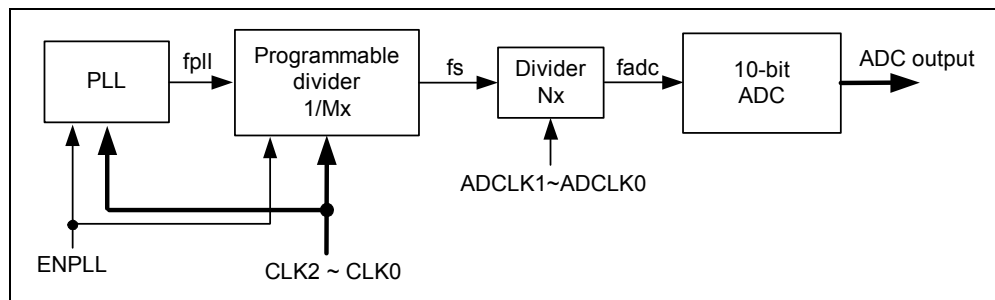 PLL
fpll
Programmable
divider
1/Mx
fs
Divider
Nx
fadc
10-bit
ADC
ADC output
ADCLK1~ADCLK0
ENPLL
CLK2 ~ CLK0